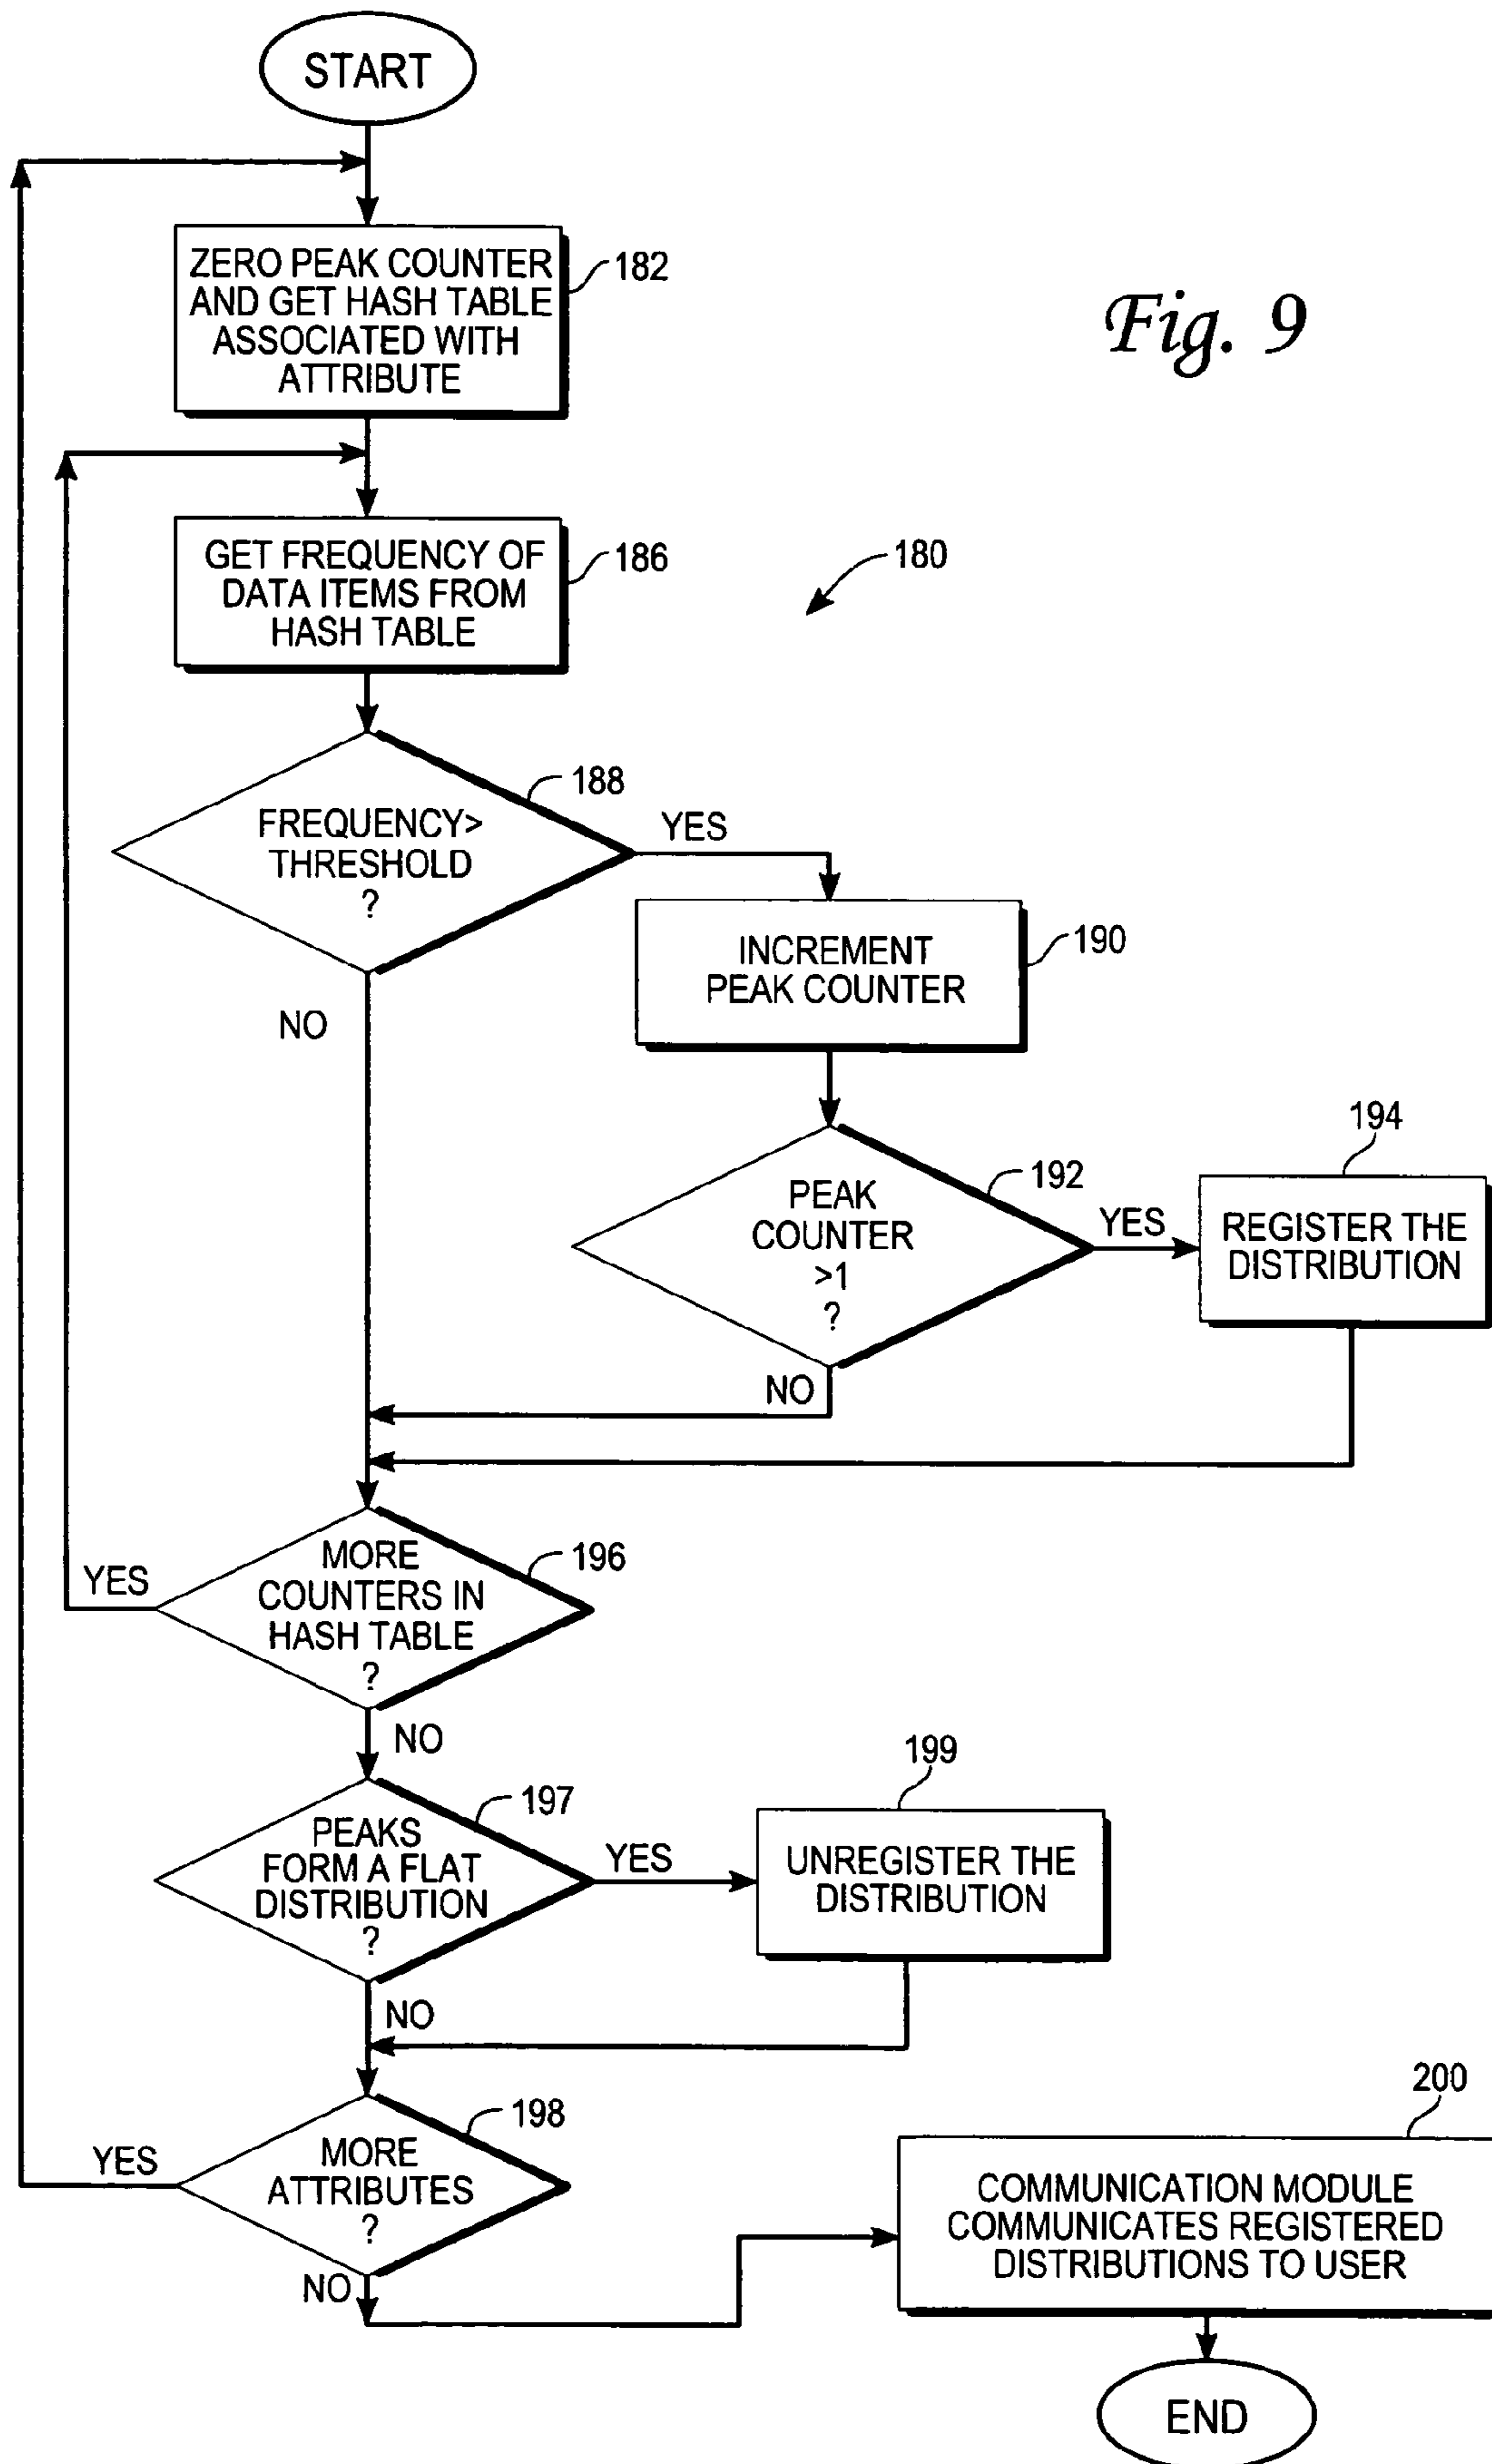 START
ZERO PEAK COUNTER
AND GET HASH TABLE
ASSOCIATED WITH
ATTRIBUTE
182
Fig. 9
GET FREQUENCY OF
DATA ITEMS FROM
HASH TABLE
186
180
FREQUENCY>
THRESHOLD
?
188
YES
NO
INCREMENT
PEAK COUNTER
190
PEAK
COUNTER
>1
?
192
YES
NO
194
REGISTER THE
DISTRIBUTION
MORE
COUNTERS IN
HASH TABLE
?
196
YES
NO
PEAKS
FORM A FLAT
DISTRIBUTION
?
197
YES
NO
199
UNREGISTER THE
DISTRIBUTION
MORE
ATTRIBUTES
?
198
YES
NO
200
COMMUNICATION MODULE
COMMUNICATES REGISTERED
DISTRIBUTIONS TO USER
END